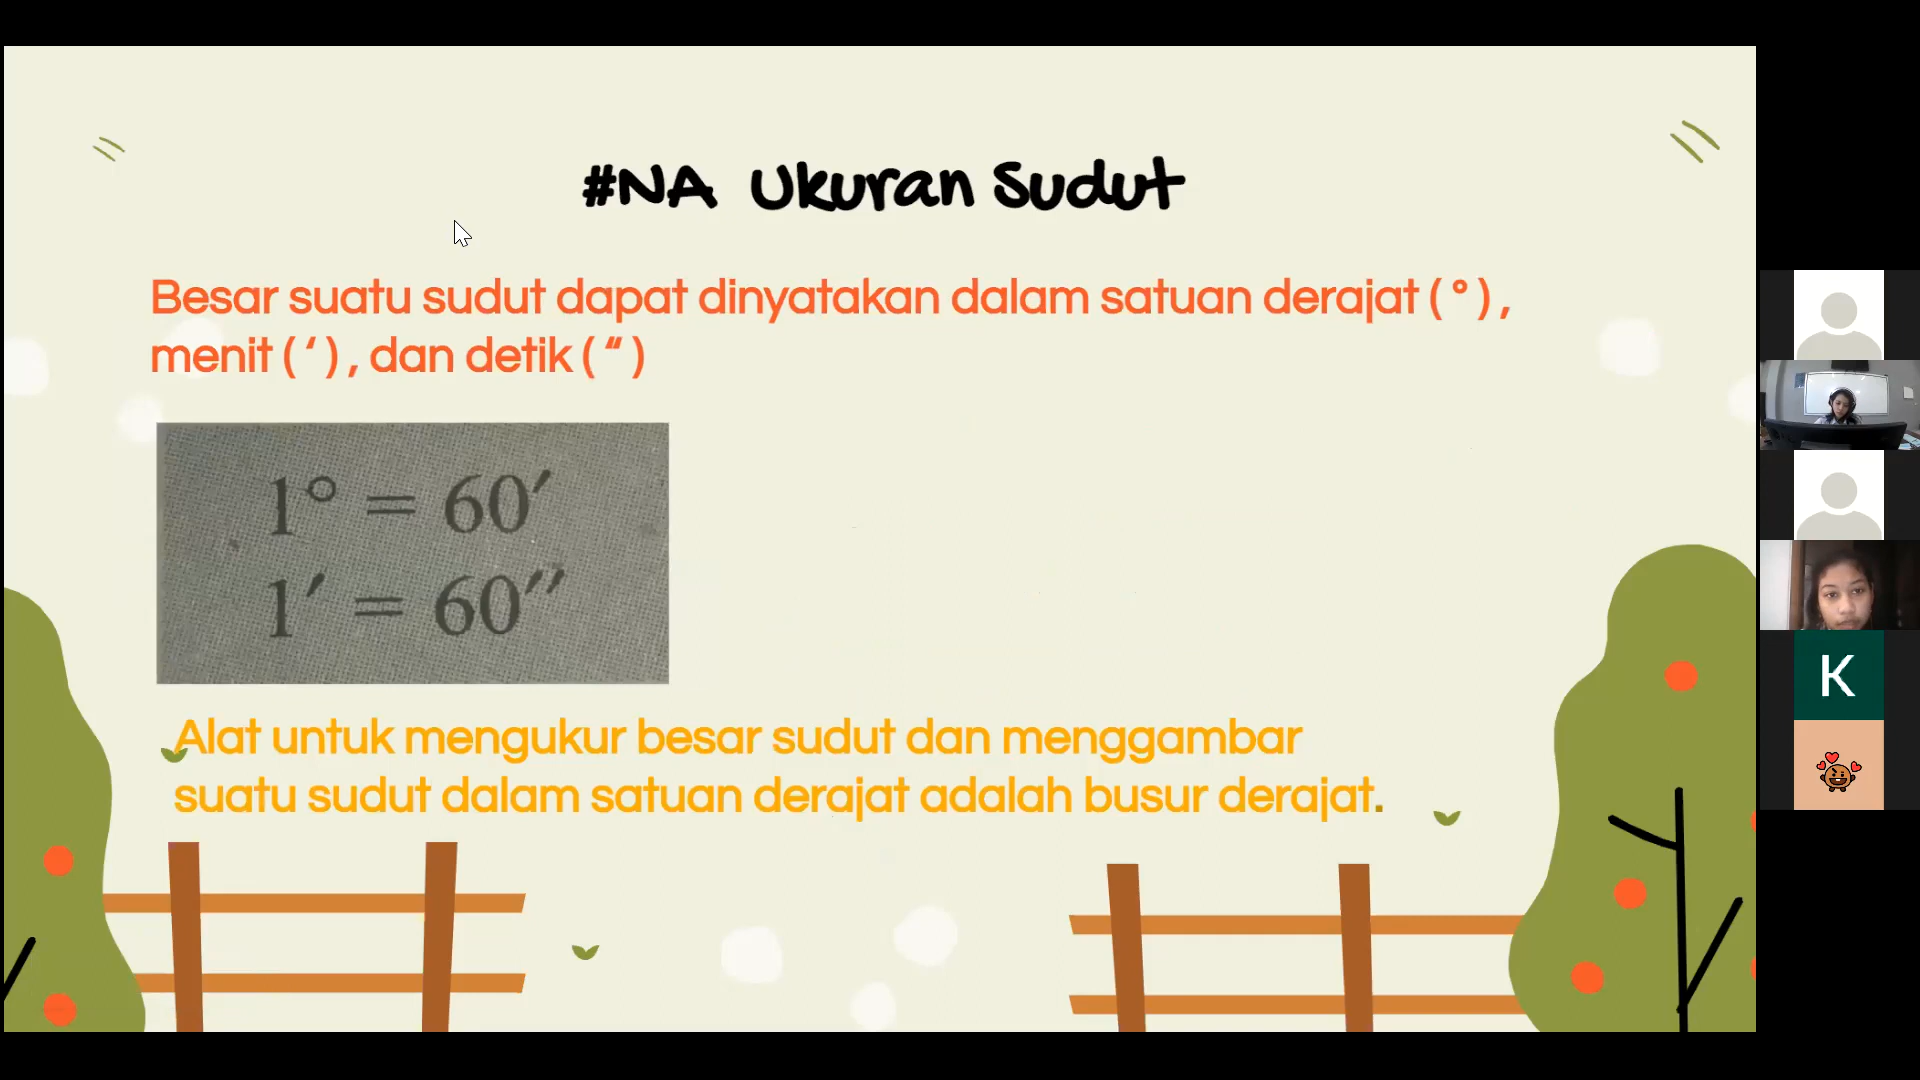 #NA Ukuran Sudut
Besar suatu sudut dapat dinyatakan dalam satuan derajat ( ° ) ,
menit ( ‘ ) , dan detik ( “ )
1° = 60′
1′ = 60′′
Alat untuk mengukur besar sudut dan menggambar
suatu sudut dalam satuan derajat adalah busur derajat.
K